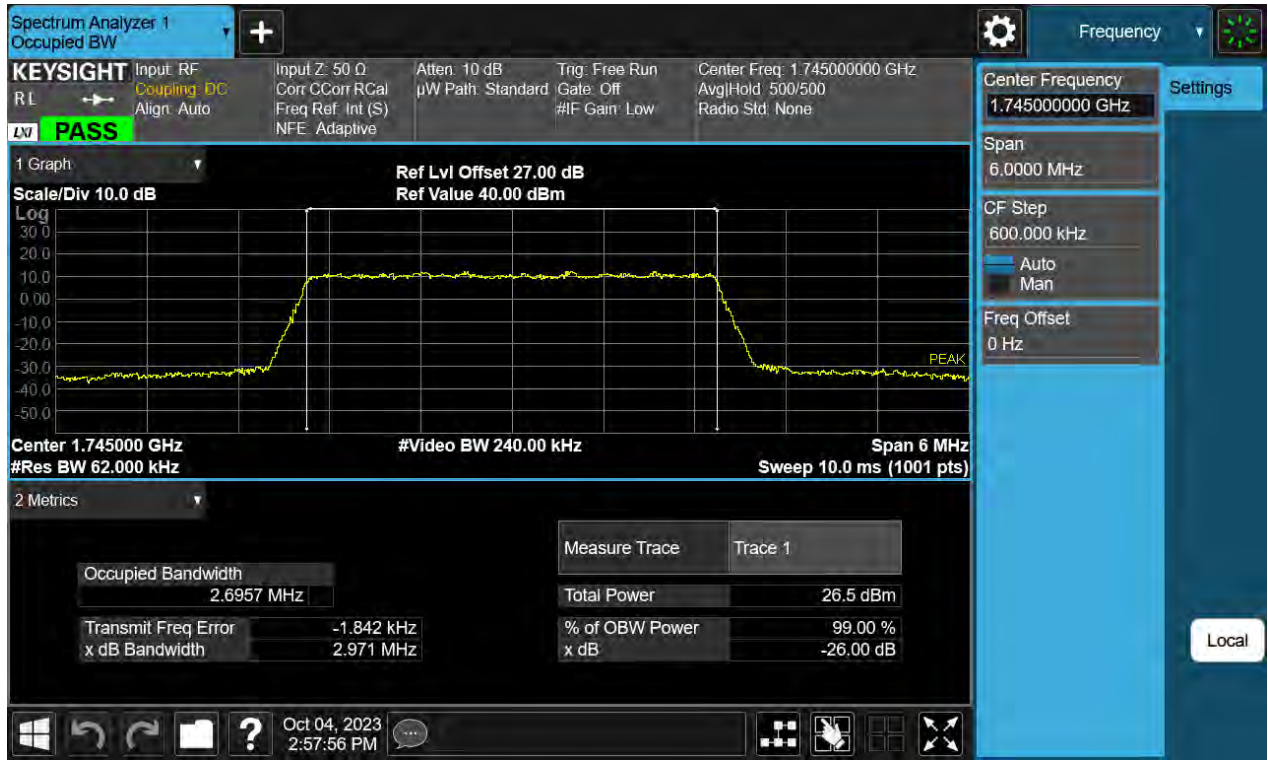 Spectrum Analyzer 1
Occupied BW
+
Frequency
KEYSIGHT
RL
LXI
PASS
Input: RF
Coupling: DC
Align: Auto
Input Z: 50 Ω
Corr CCorr RCal
Freq Ref: Int (S)
NFE: Adaptive
Atten: 10 dB
µW Path: Standard
Trig: Free Run
Gate: Off
#IF Gain: Low
Center Freq: 1.745000000 GHz
Avg|Hold: 500/500
Radio Std: None
Center Frequency
1.745000000 GHz
Settings
Span
6.0000 MHz
CF Step
600.000 kHz
Auto
Man
Freq Offset
0 Hz
1 Graph
Scale/Div 10.0 dB
Ref Lvl Offset 27.00 dB
Ref Value 40.00 dBm
Log
30.0
20.0
10.0
0.00
-10.0
-20.0
-30.0
-40.0
-50.0
PEAK
Center 1.745000 GHz
#Video BW 240.00 kHz
Span 6 MHz
#Res BW 62.000 kHz
Sweep 10.0 ms (1001 pts)
2 Metrics
Measure Trace Trace 1
Occupied Bandwidth
2.6957 MHz
Total Power 26.5 dBm
Transmit Freq Error -1.842 kHz
% of OBW Power 99.00 %
x dB Bandwidth 2.971 MHz
x dB -26.00 dB
Local
?
Oct 04, 2023
2:57:56 PM